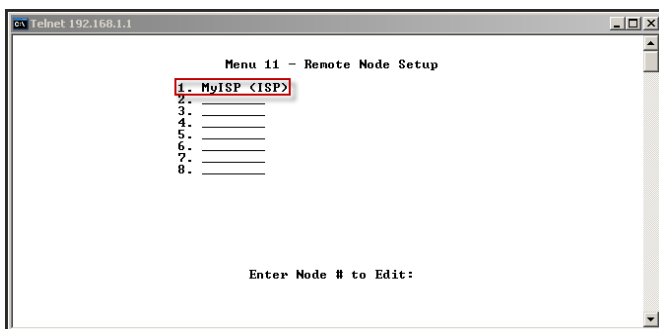 Telnet 192.168.1.1
Menu 11 - Remote Node Setup
1. MyISP (ISP)
2. ________
3. ________
4. ________
5. ________
6. ________
7. ________
8. ________
Enter Node # to Edit: